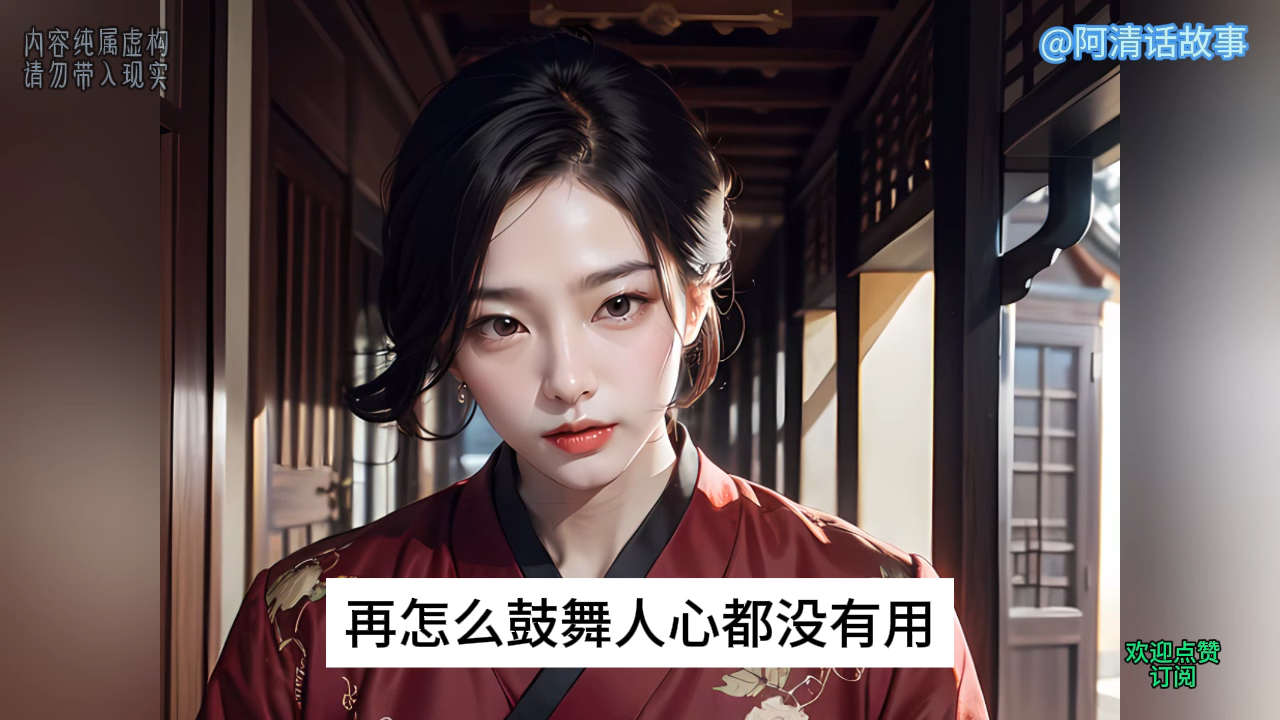 内容纯属虚构
请勿带入现实
@阿清话故事
再怎么鼓舞人心都没有用
欢迎点赞
订阅